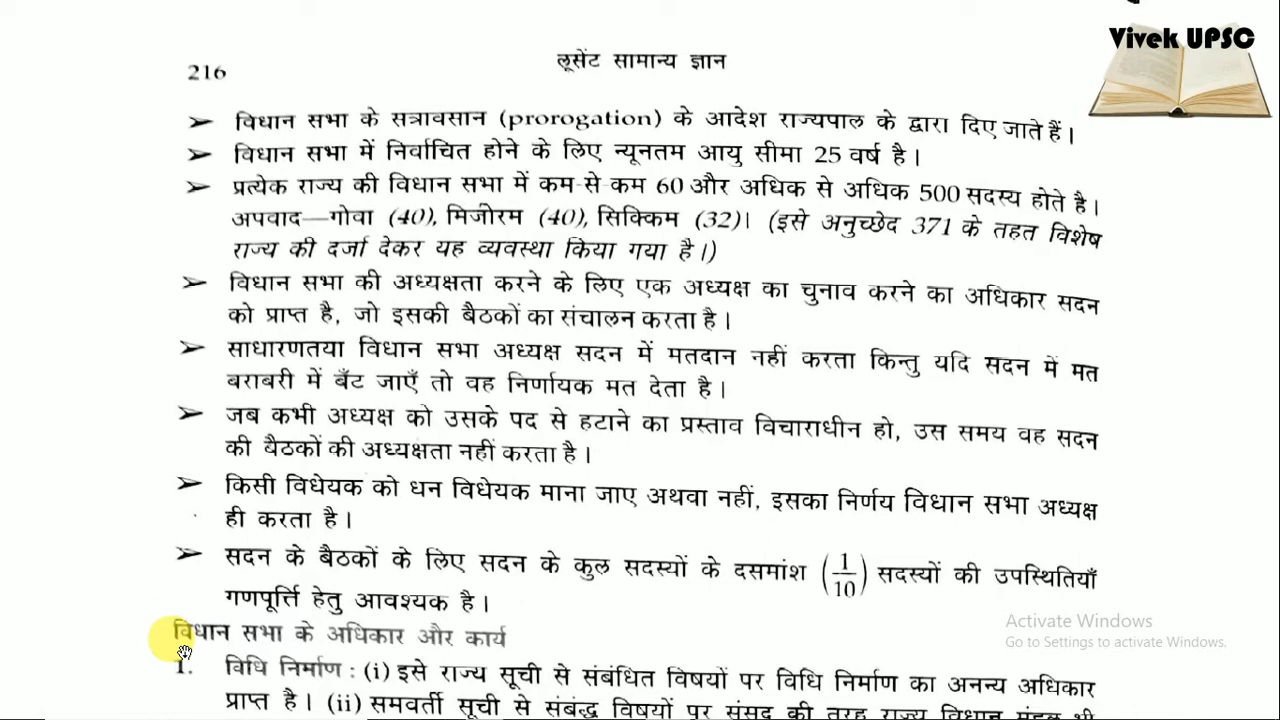 Vivek UPSC
216
लूसेंट सामान्य ज्ञान
➢ विधान सभा के सत्रावसान (prorogation) के आदेश राज्यपाल के द्वारा दिए जाते हैं।
➢ विधान सभा में निर्वाचित होने के लिए न्यूनतम आयु सीमा 25 वर्ष है।
➢ प्रत्येक राज्य की विधान सभा में कम-से-कम 60 और अधिक से अधिक 500 सदस्य होते है।
अपवाद—गोवा (40), मिजोरम (40), सिक्किम (32)। (इसे अनुच्छेद 371 के तहत विशेष
राज्य की दर्जा देकर यह व्यवस्था किया गया है।)
➢ विधान सभा की अध्यक्षता करने के लिए एक अध्यक्ष का चुनाव करने का अधिकार सदन
को प्राप्त है, जो इसकी बैठकों का संचालन करता है।
➢ साधारणतया विधान सभा अध्यक्ष सदन में मतदान नहीं करता किन्तु यदि सदन में मत
बराबरी में बँट जाएँ तो वह निर्णायक मत देता है।
➢ जब कभी अध्यक्ष को उसके पद से हटाने का प्रस्ताव विचाराधीन हो, उस समय वह सदन
की बैठकों की अध्यक्षता नहीं करता है।
➢ किसी विधेयक को धन विधेयक माना जाए अथवा नहीं, इसका निर्णय विधान सभा अध्यक्ष
ही करता है।
➢ सदन के बैठकों के लिए सदन के कुल सदस्यों के दसमांश (1/10) सदस्यों की उपस्थितियाँ
गणपूर्त्ति हेतु आवश्यक है।
विधान सभा के अधिकार और कार्य
1. विधि निर्माण : (i) इसे राज्य सूची से संबंधित विषयों पर विधि निर्माण का अनन्य अधिकार
प्राप्त है। (ii) समवर्ती सूची से संबद्ध विषयों पर संसद की तरह राज्य विधान मंडल भी
Activate Windows
Go to Settings to activate Windows.